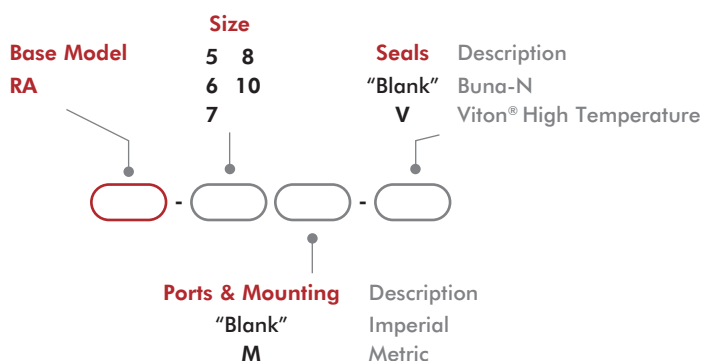 Size
Base Model 5 8 Seals Description
RA 6 10 “Blank” Buna-N
7 V Viton® High Temperature
- -
Ports & Mounting Description
“Blank” Imperial
M Metric